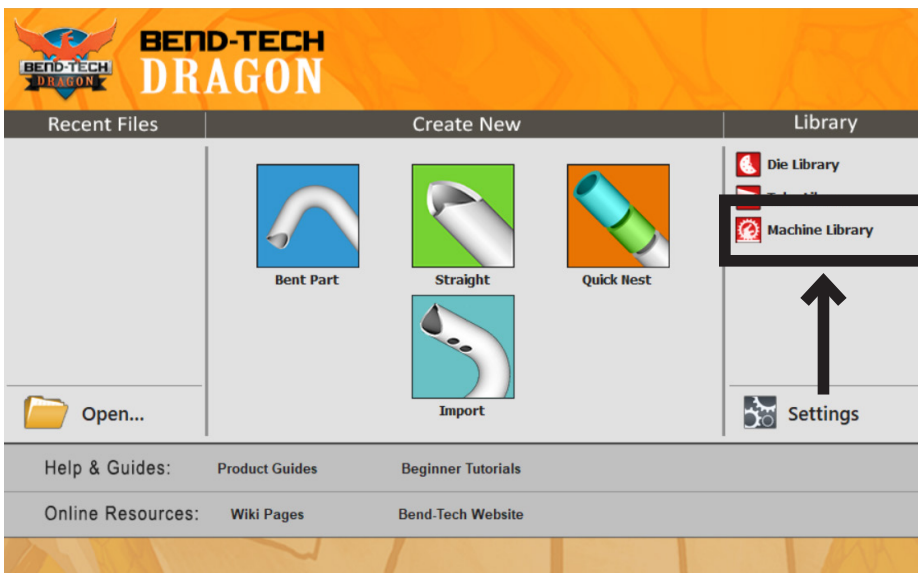 BEND-TECH
DRAGON
BEND-TECH
DRAGON
Recent Files
Create New
Library
Die Library
Machine Library
Bent Part
Straight
Quick Nest
Import
Open...
Settings
Help & Guides: Product Guides Beginner Tutorials
Online Resources: Wiki Pages Bend-Tech Website